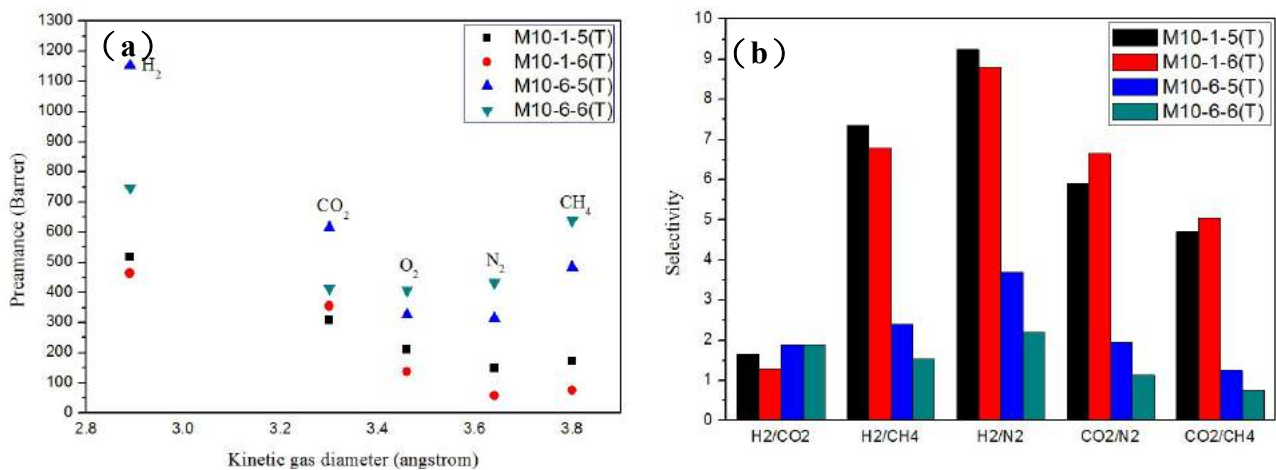 (a)
1300
1200
1100
1000
900
800
700
600
500
400
300
200
100
0
Preamance (Barrer)
M10-1-5(T)
M10-1-6(T)
M10-6-5(T)
M10-6-6(T)
H2
CO2
O2
N2
CH4
2.8 3.0 3.2 3.4 3.6 3.8
Kinetic gas diameter (angstrom)
(b)
10
9
8
7
6
5
4
3
2
1
0
Selectivity
M10-1-5(T)
M10-1-6(T)
M10-6-5(T)
M10-6-6(T)
H2/CO2 H2/CH4 H2/N2 CO2/N2 CO2/CH4